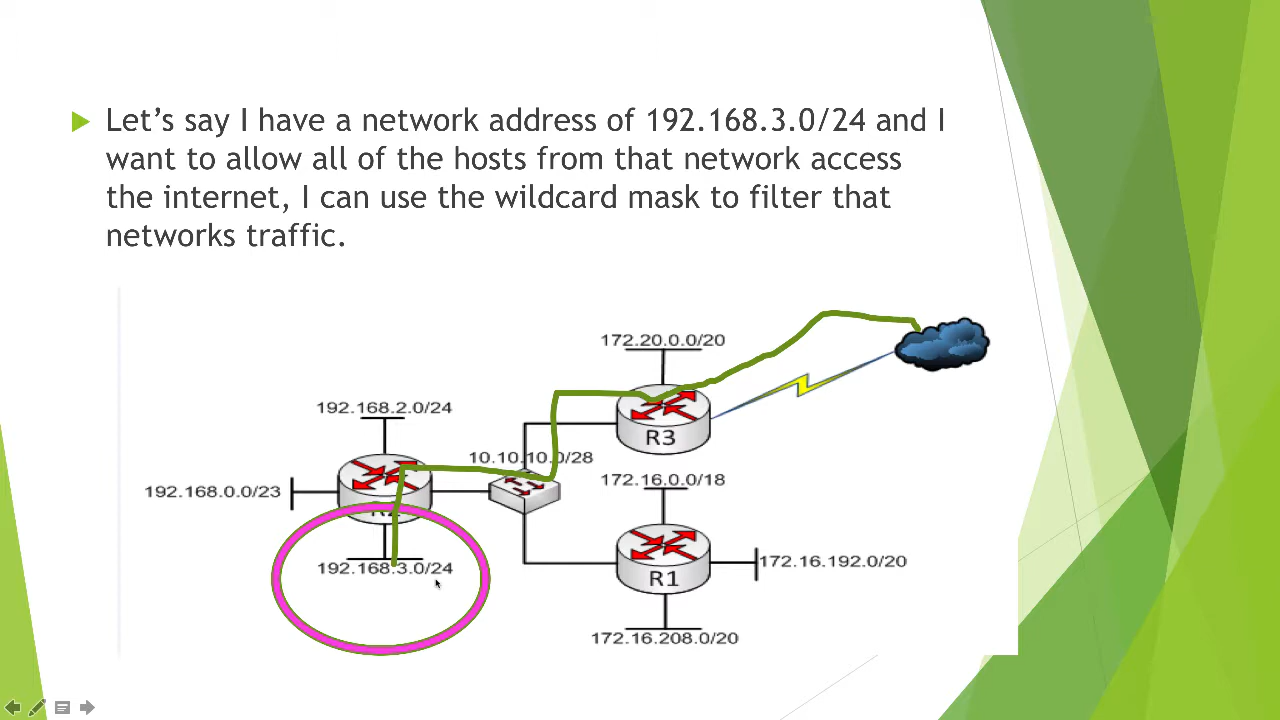 Let's say I have a network address of 192.168.3.0/24 and I
want to allow all of the hosts from that network access
the internet, I can use the wildcard mask to filter that
networks traffic.
172.20.0.0/20
192.168.2.0/24
R3
10.10.10.0/28
172.16.0.0/18
192.168.0.0/23
R2
172.16.192.0/20
192.168.3.0/24
R1
172.16.208.0/20